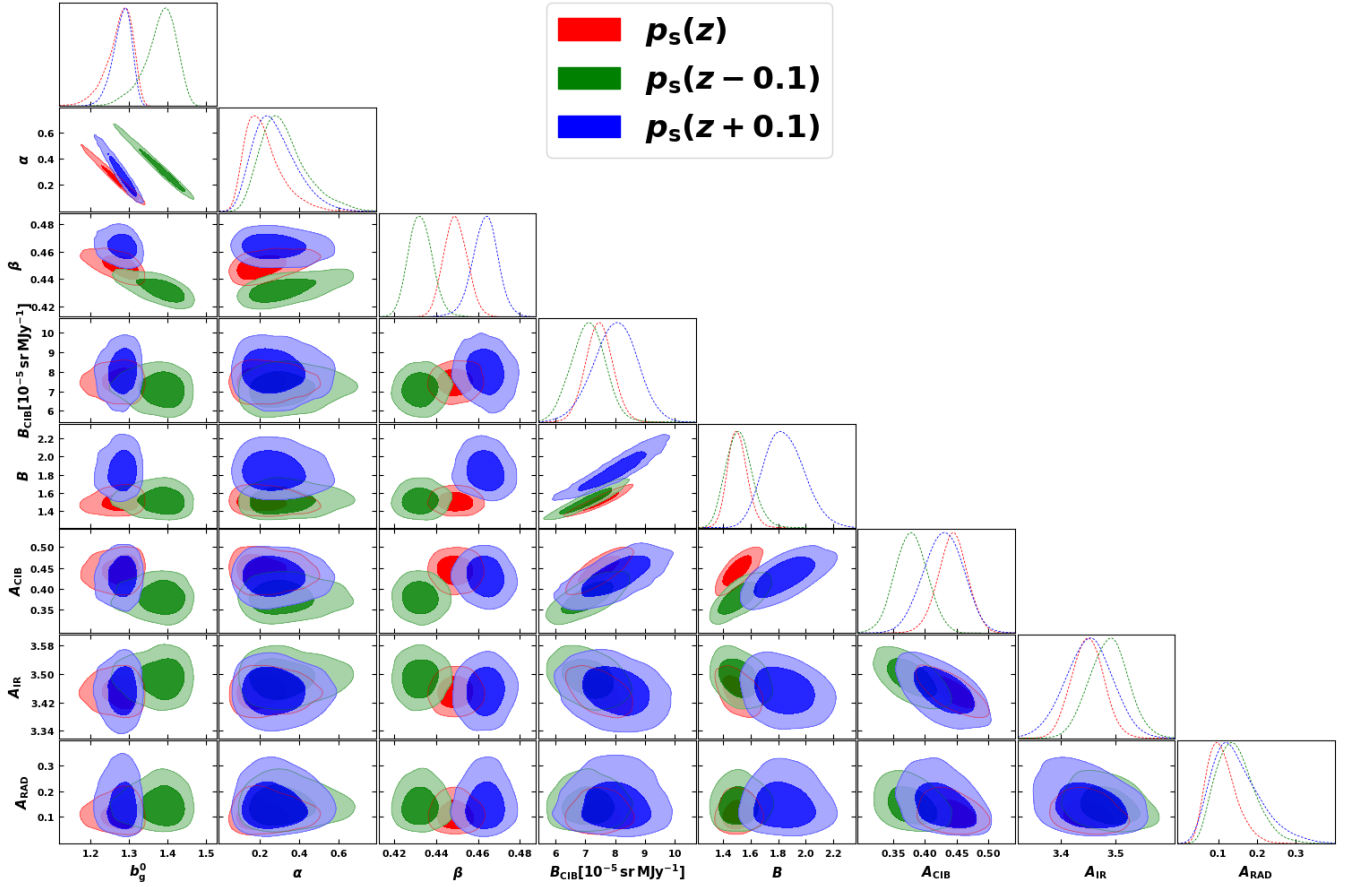 p_s(z)
p_s(z − 0.1)
p_s(z + 0.1)
0.6
0.4
0.2
α
0.48
0.46
0.44
0.42
β
10
9
8
7
6
B_CIB[10⁻⁵ sr MJy⁻¹]
2.2
2.0
1.8
1.6
1.4
B
0.50
0.45
0.40
0.35
A_CIB
3.58
3.50
3.42
3.34
A_IR
0.3
0.2
0.1
A_RAD
1.2 1.3 1.4 1.5
0.2 0.4 0.6
0.42 0.44 0.46 0.48
6 7 8 9 10
1.4 1.6 1.8 2.0 2.2
0.35 0.40 0.45 0.50
3.4 3.5
0.1 0.2 0.3
b_g^0 α β B_CIB[10⁻⁵ sr MJy⁻¹] B A_CIB A_IR A_RAD